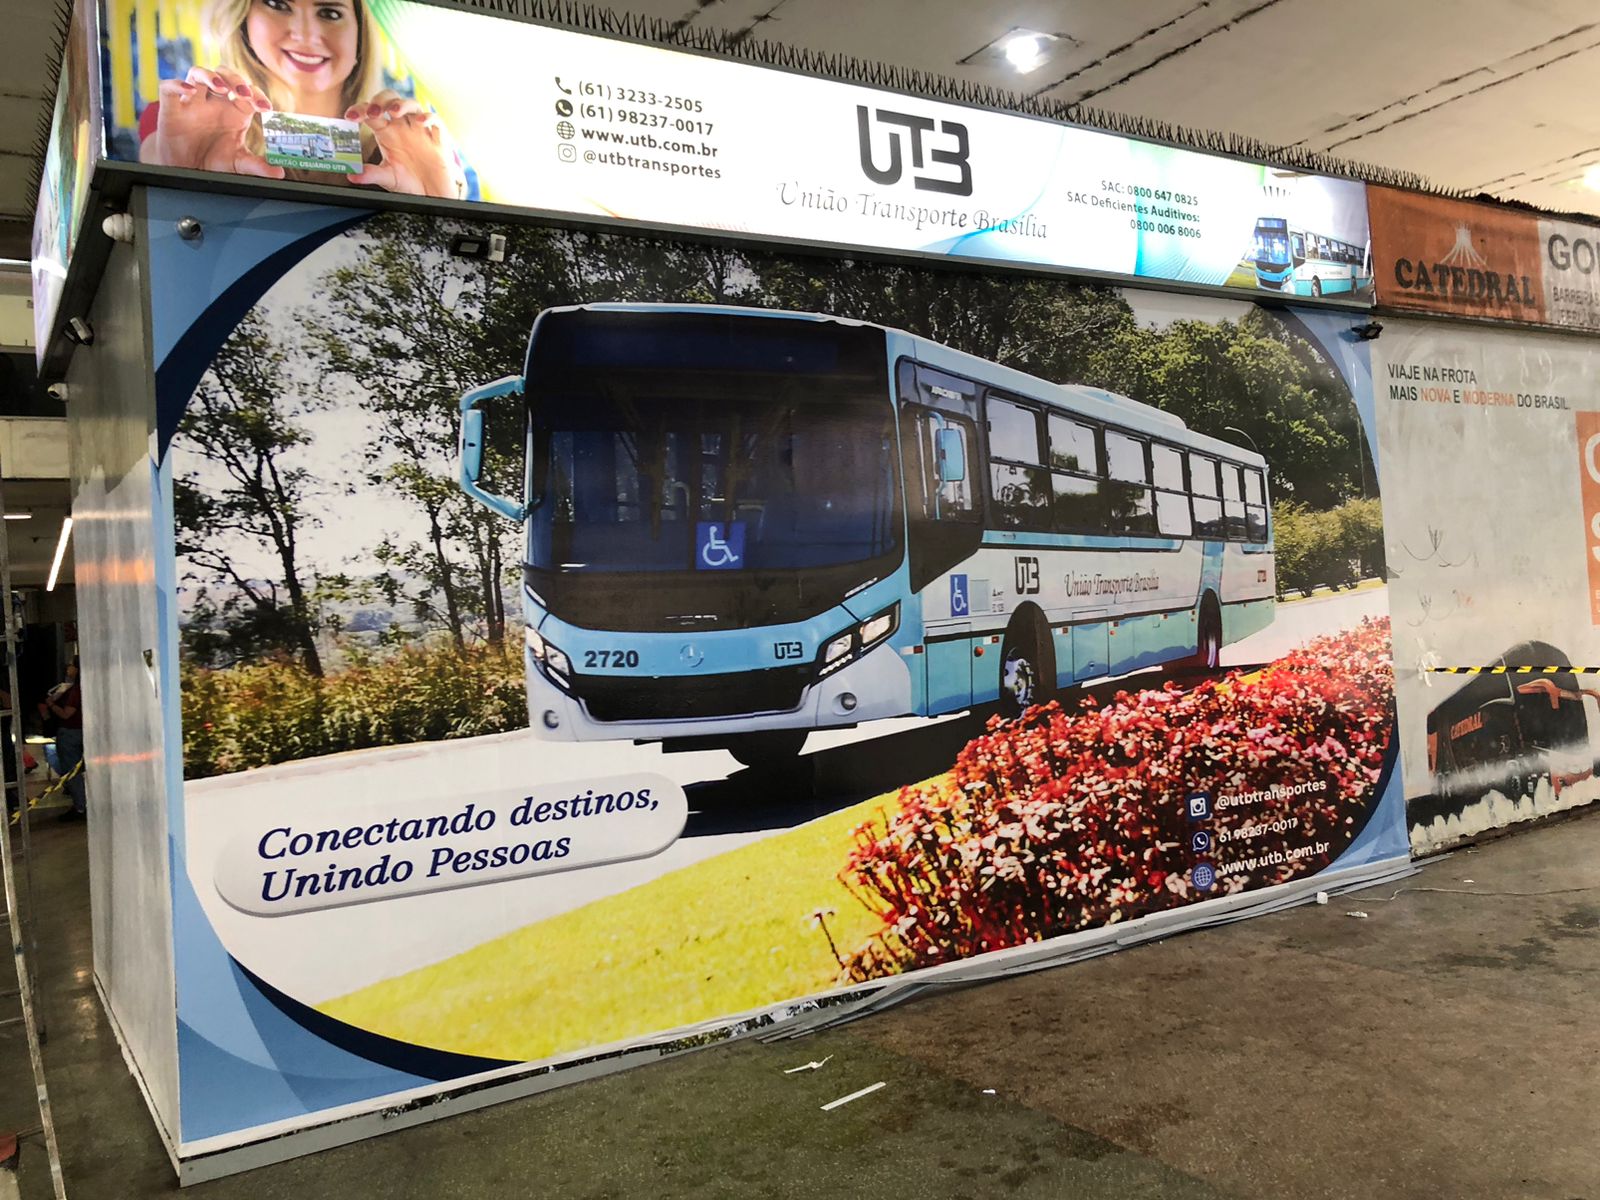 (61) 3233-2505
(61) 98237-0017
www.utb.com.br
@utbtransportes
CARTÃO USUÁRIO UTB
UTB
União Transporte Brasília
SAC: 0800 647 0825
SAC Deficientes Auditivos:
0800 006 8006
CATEDRAL
VIAJE NA FROTA
MAIS NOVA E MODERNA DO BRASIL.
CATEDRAL
UTB
União Transporte Brasília
2720
UTB
Conectando destinos,
Unindo Pessoas
@utbtransportes
61 98237-0017
www.utb.com.br